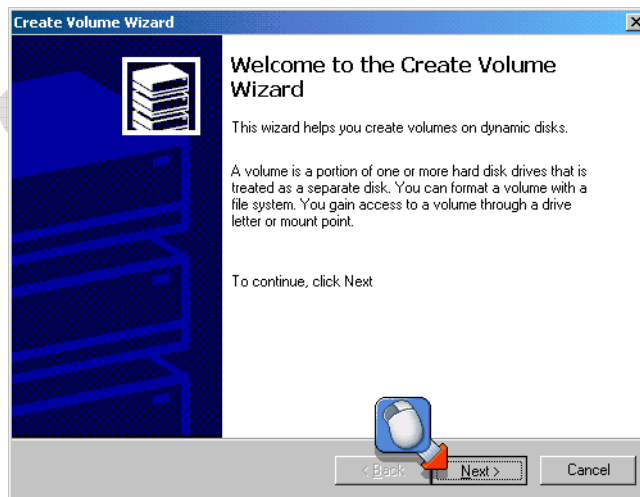 Create Volume Wizard
Welcome to the Create Volume
Wizard
This wizard helps you create volumes on dynamic disks.
A volume is a portion of one or more hard disk drives that is
treated as a separate disk. You can format a volume with a
file system. You gain access to a volume through a drive
letter or mount point.
To continue, click Next
< Back Next > Cancel